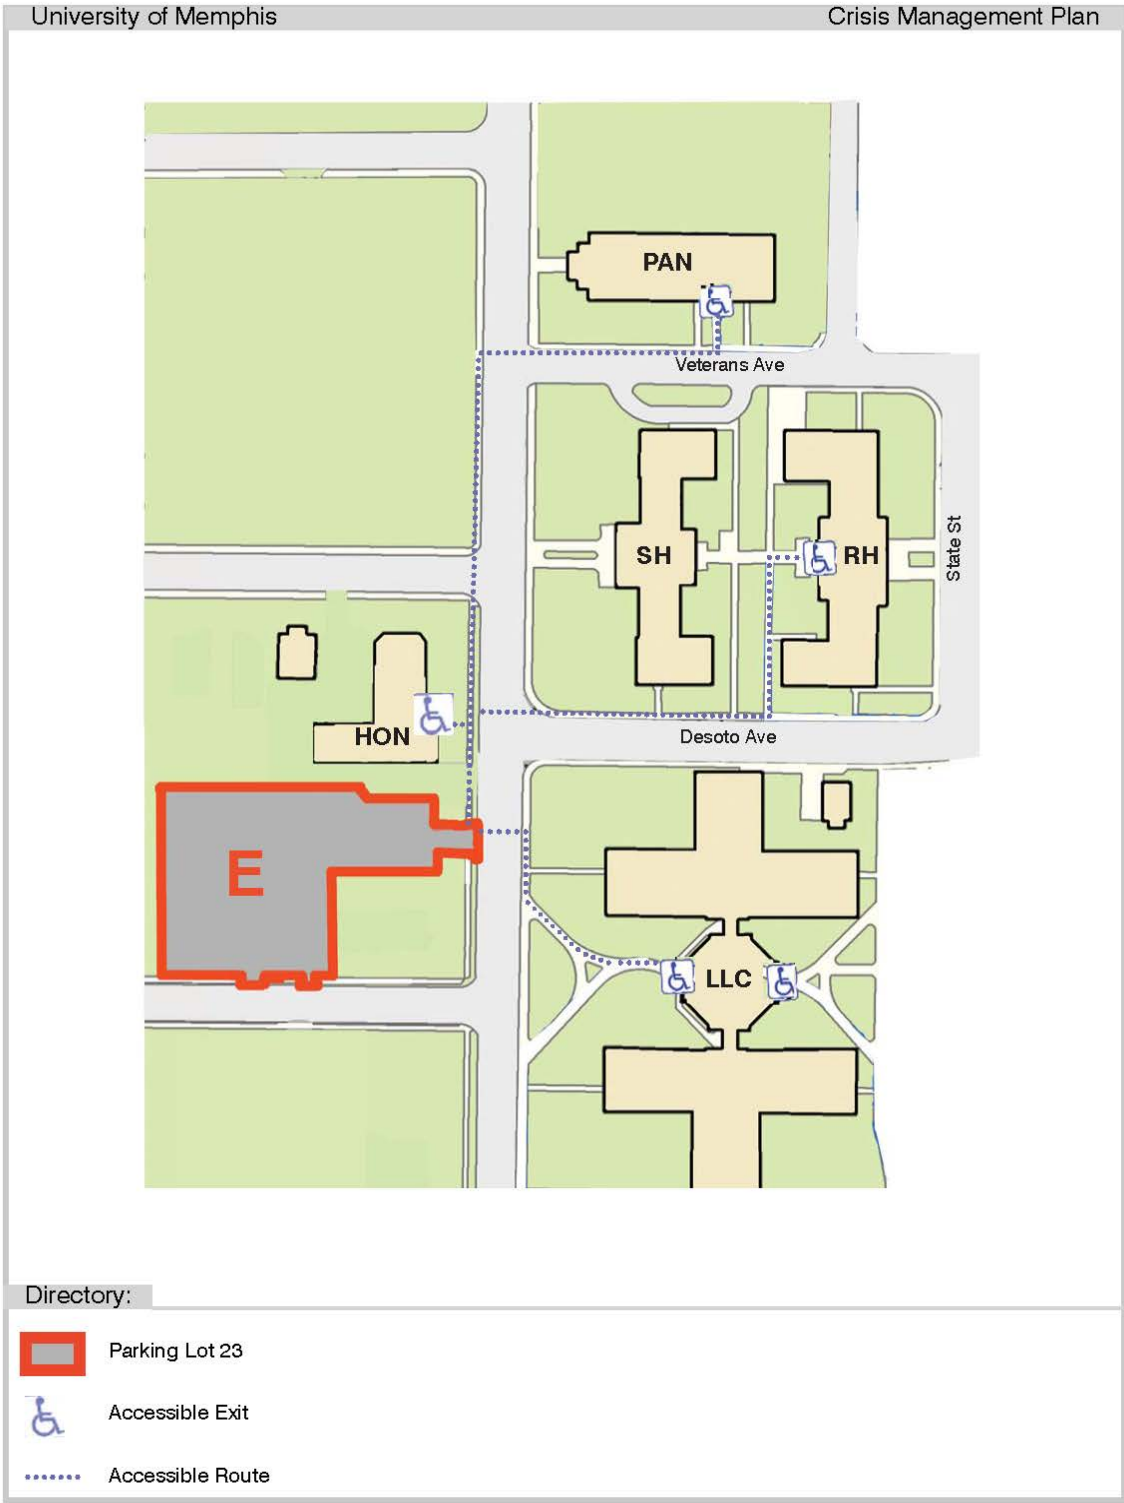 University of Memphis
Crisis Management Plan
PAN
Veterans Ave
SH
RH
State St
HON
Desoto Ave
E
LLC
Directory:
Parking Lot 23
Accessible Exit
Accessible Route